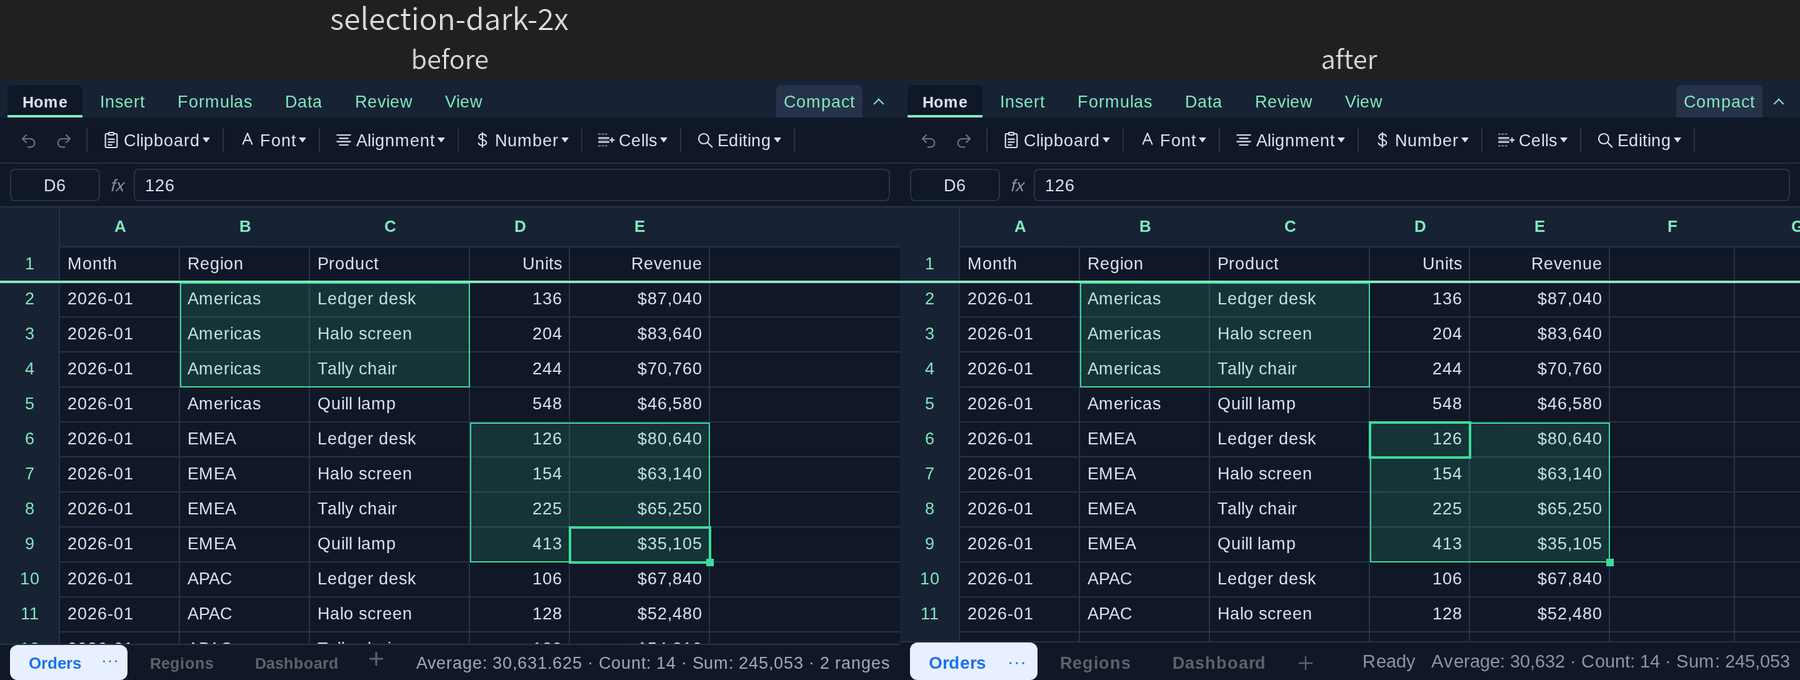 selection-dark-2x
before
Home Insert Formulas Data Review View Compact
Clipboard Font Alignment $ Number Cells Editing
D6 fx 126
A B C D E
1 Month Region Product Units Revenue
2 2026-01 Americas Ledger desk 136 $87,040
3 2026-01 Americas Halo screen 204 $83,640
4 2026-01 Americas Tally chair 244 $70,760
5 2026-01 Americas Quill lamp 548 $46,580
6 2026-01 EMEA Ledger desk 126 $80,640
7 2026-01 EMEA Halo screen 154 $63,140
8 2026-01 EMEA Tally chair 225 $65,250
9 2026-01 EMEA Quill lamp 413 $35,105
10 2026-01 APAC Ledger desk 106 $67,840
11 2026-01 APAC Halo screen 128 $52,480
Orders ··· Regions Dashboard + Average: 30,631.625 · Count: 14 · Sum: 245,053 · 2 ranges
after
Home Insert Formulas Data Review View Compact
Clipboard Font Alignment $ Number Cells Editing
D6 fx 126
A B C D E F G
1 Month Region Product Units Revenue
2 2026-01 Americas Ledger desk 136 $87,040
3 2026-01 Americas Halo screen 204 $83,640
4 2026-01 Americas Tally chair 244 $70,760
5 2026-01 Americas Quill lamp 548 $46,580
6 2026-01 EMEA Ledger desk 126 $80,640
7 2026-01 EMEA Halo screen 154 $63,140
8 2026-01 EMEA Tally chair 225 $65,250
9 2026-01 EMEA Quill lamp 413 $35,105
10 2026-01 APAC Ledger desk 106 $67,840
11 2026-01 APAC Halo screen 128 $52,480
Orders ··· Regions Dashboard + Ready Average: 30,632 · Count: 14 · Sum: 245,053